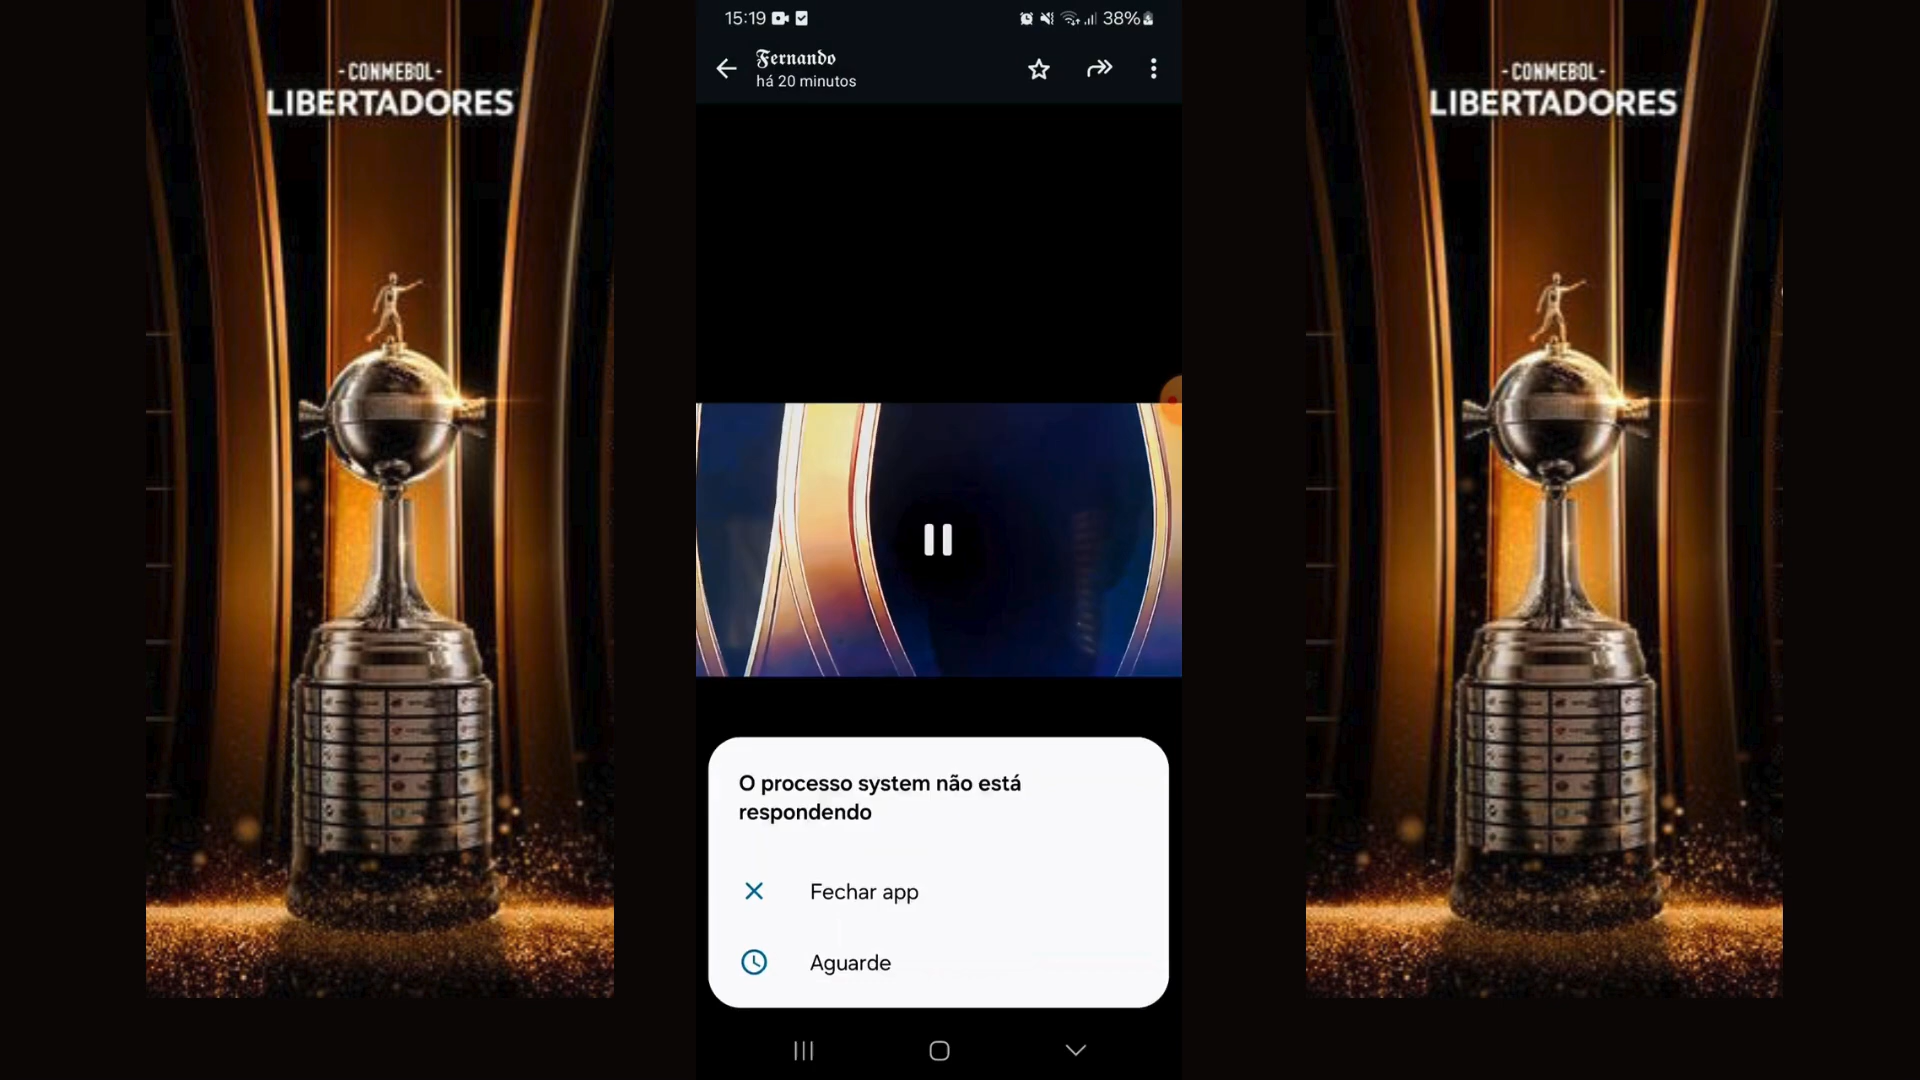 -CONMEBOL-
LIBERTADORES
15:19
38%
Fernando
há 20 minutos
O processo system não está
respondendo
Fechar app
Aguarde
-CONMEBOL-
LIBERTADORES